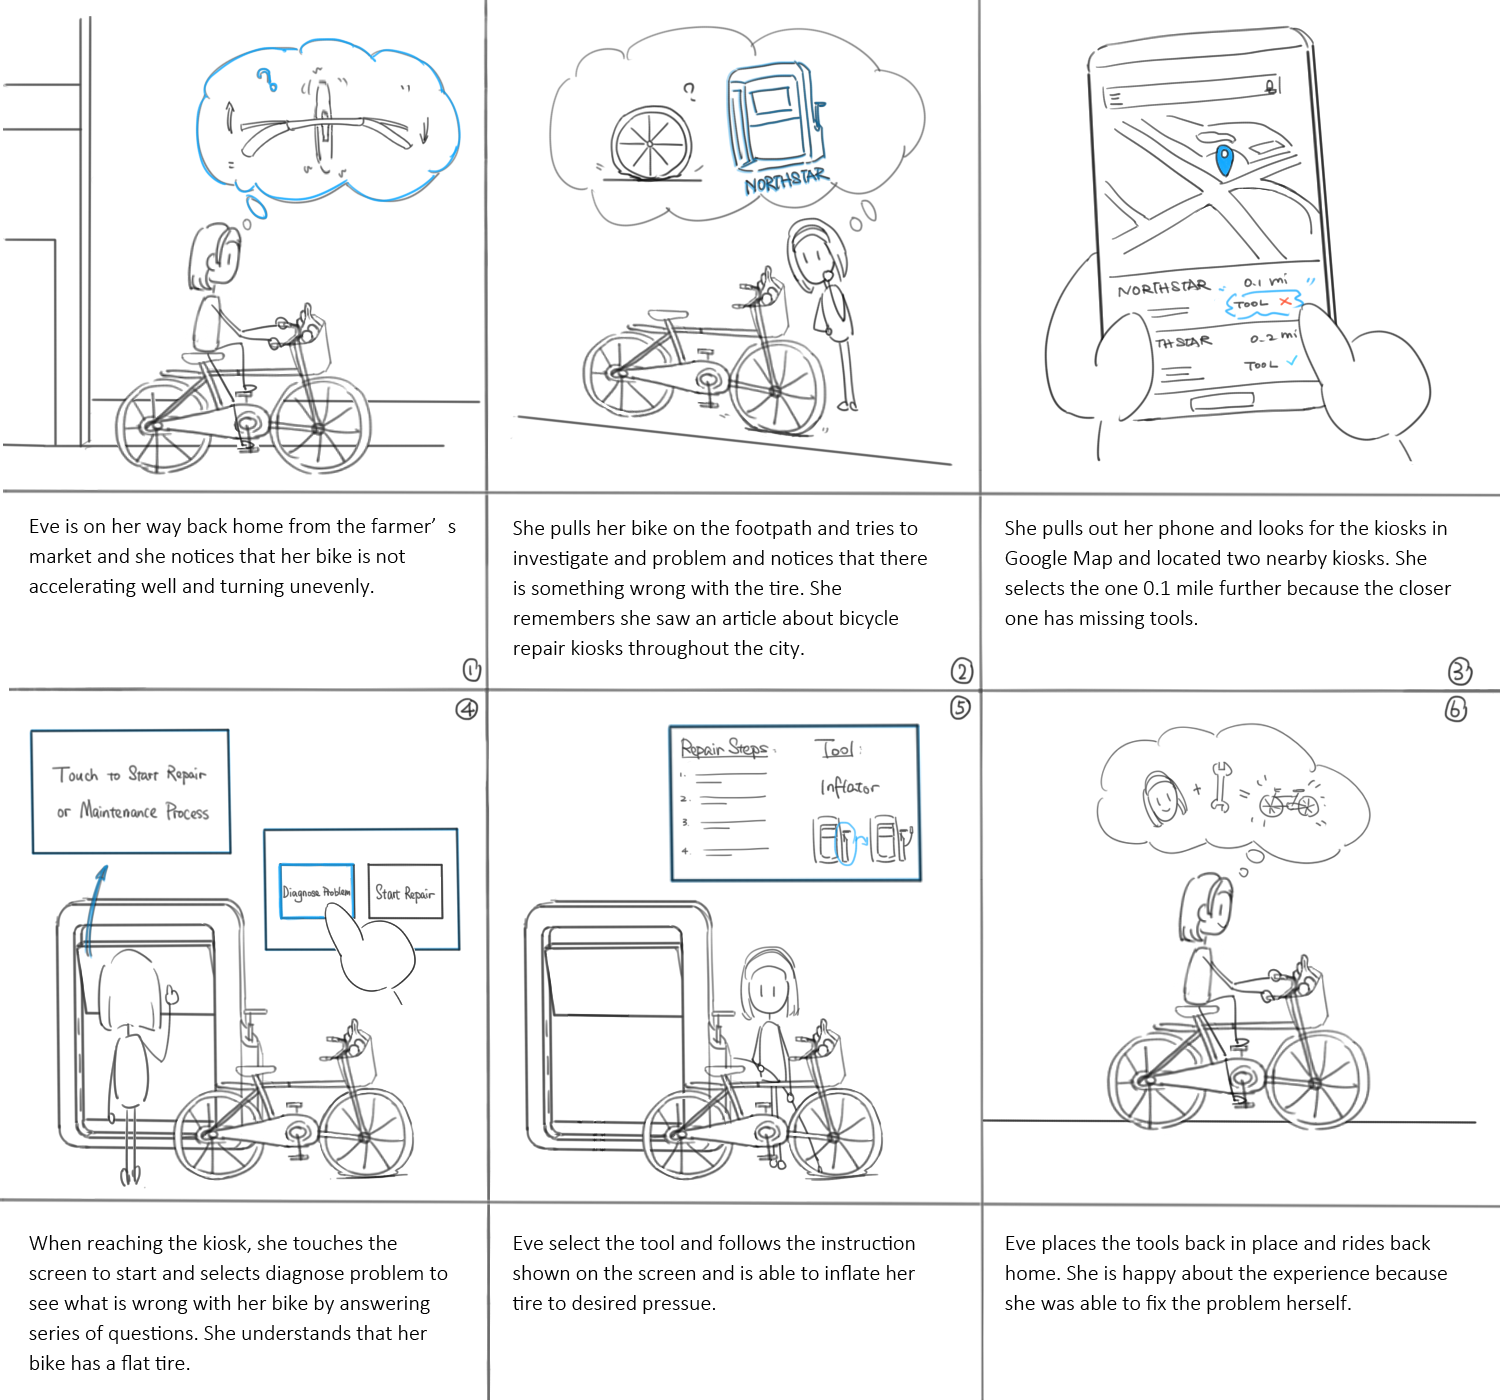 ?
?
NORTHSTAR
NORTHSTAR 0.1 mi
TOOL ✗
TH STAR 0.2 mi
TOOL ✓
Eve is on her way back home from the farmer’s
market and she notices that her bike is not
accelerating well and turning unevenly.
①
She pulls her bike on the footpath and tries to
investigate and problem and notices that there
is something wrong with the tire. She
remembers she saw an article about bicycle
repair kiosks throughout the city.
②
She pulls out her phone and looks for the kiosks in
Google Map and located two nearby kiosks. She
selects the one 0.1 mile further because the closer
one has missing tools.
③
④
Touch to Start Repair
or Maintenance Process
Diagnose Problem
Start Repair
⑤
Repair Steps: Tool:
1.
2.
3.
4.
Inflator
⑥
+ =
When reaching the kiosk, she touches the
screen to start and selects diagnose problem to
see what is wrong with her bike by answering
series of questions. She understands that her
bike has a flat tire.
Eve select the tool and follows the instruction
shown on the screen and is able to inflate her
tire to desired pressue.
Eve places the tools back in place and rides back
home. She is happy about the experience because
she was able to fix the problem herself.